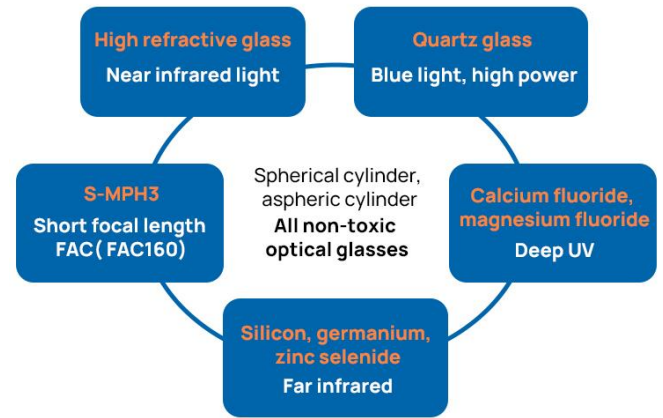 High refractive glass
Near infrared light
Quartz glass
Blue light, high power
S-MPH3
Short focal length
FAC( FAC160)
Spherical cylinder,
aspheric cylinder
All non-toxic
optical glasses
Calcium fluoride,
magnesium fluoride
Deep UV
Silicon, germanium,
zinc selenide
Far infrared